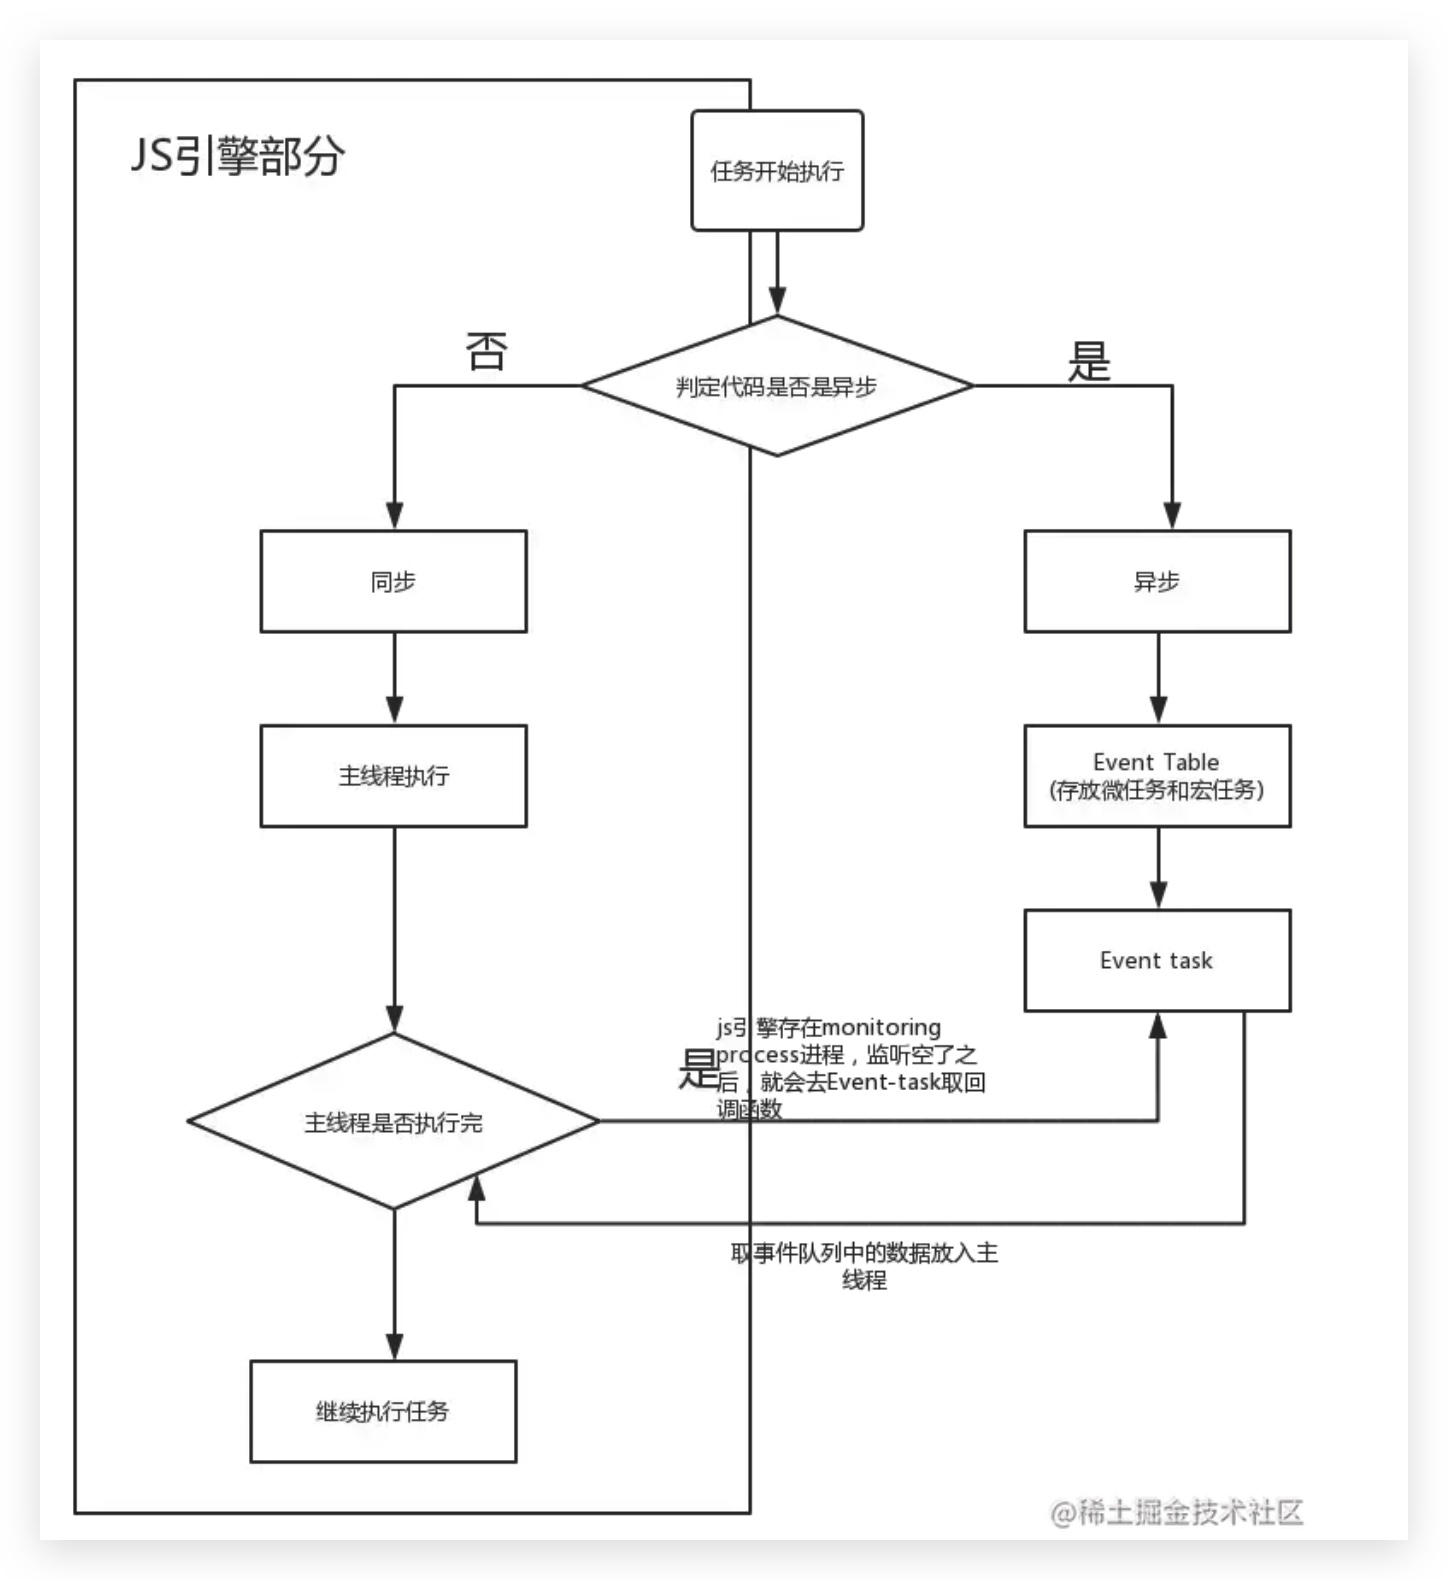 JS引擎部分
任务开始执行
否
是
判定代码是否是异步
同步
异步
主线程执行
Event Table
(存放微任务和宏任务)
Event task
js引擎存在monitoring
process进程，监听空了之
后，就会去Event-task取回
调函数
是
主线程是否执行完
取事件队列中的数据放入主
线程
继续执行任务
@稀土掘金技术社区